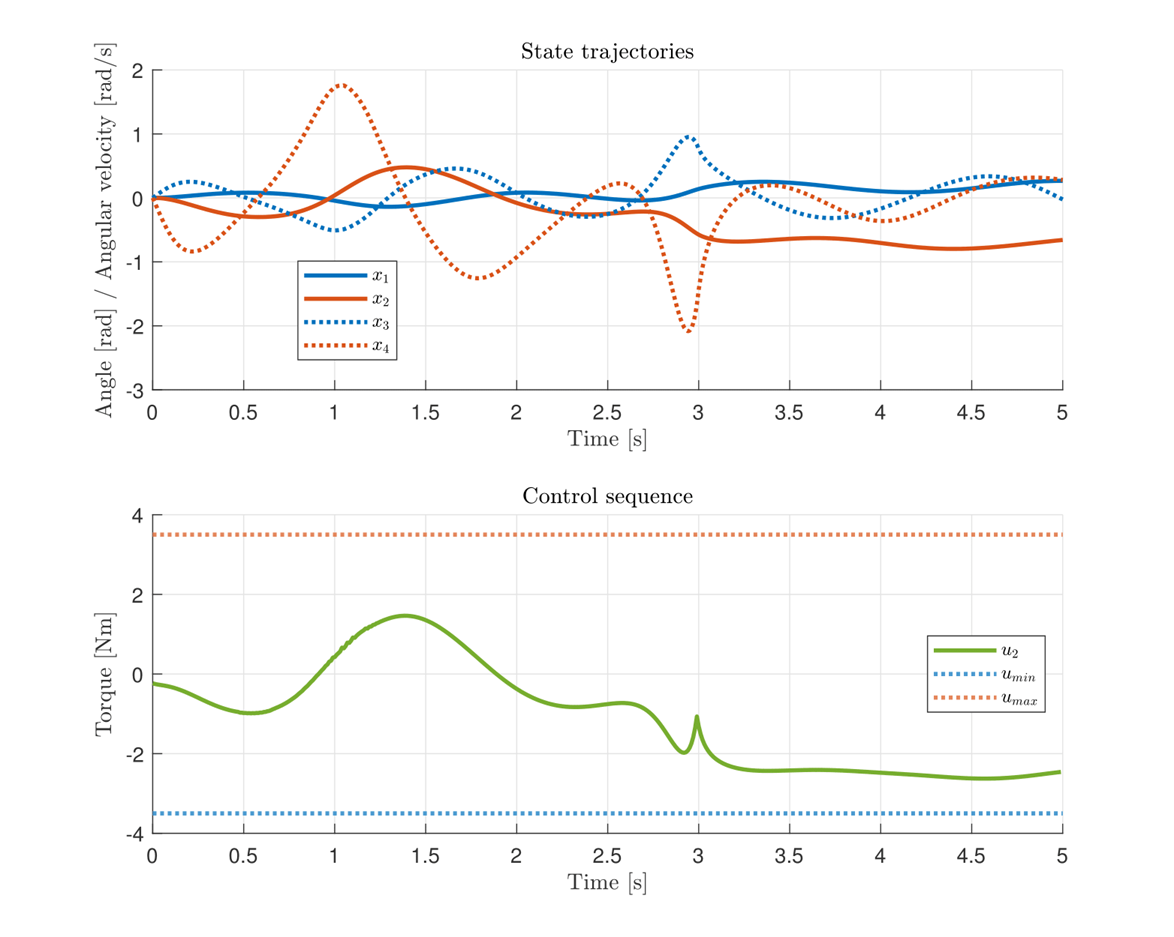 State trajectories
Angle [rad] / Angular velocity [rad/s]
2
1
0
-1
-2
-3
x1
x2
x3
x4
0 0.5 1 1.5 2 2.5 3 3.5 4 4.5 5
Time [s]
Control sequence
Torque [Nm]
4
2
0
-2
-4
u2
umin
umax
0 0.5 1 1.5 2 2.5 3 3.5 4 4.5 5
Time [s]